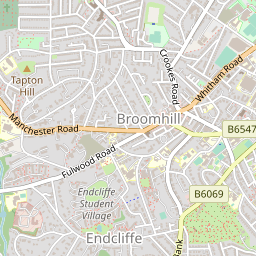 Crookes Road
Whitham Road
Tapton
Hill
Manchester Road
Broomhill
B6547
Fulwood Road
Endcliffe
Student
Village
B6069
Endcliffe